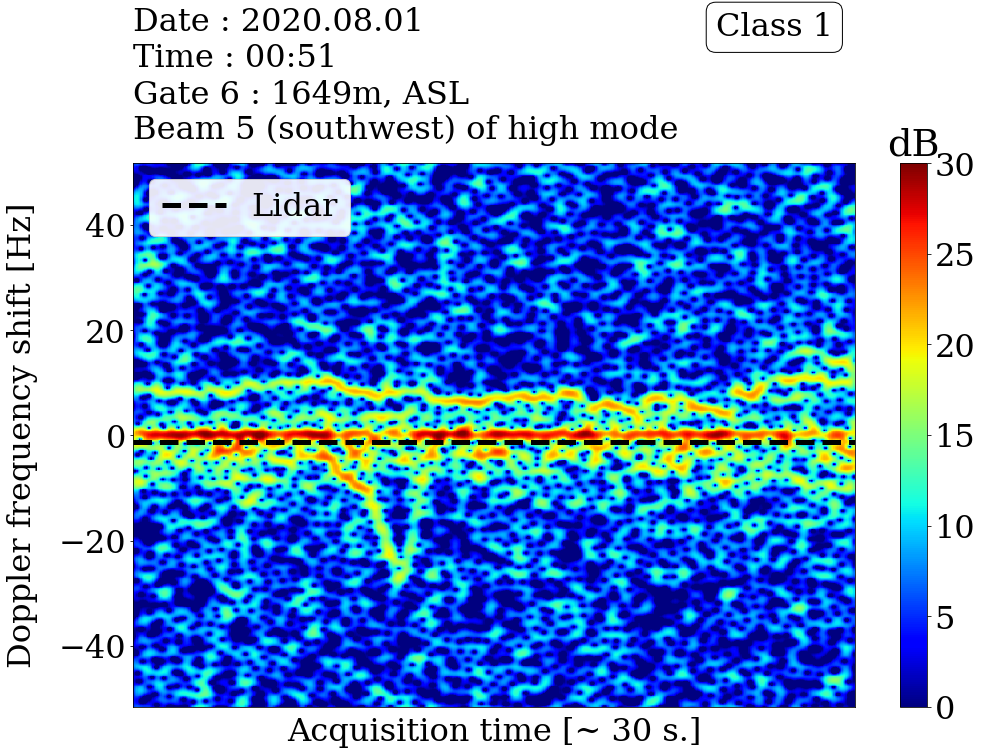 Date : 2020.08.01
Time : 00:51
Gate 6 : 1649m, ASL
Beam 5 (southwest) of high mode
Class 1
dB
Lidar
Doppler frequency shift [Hz]
40
20
0
−20
−40
Acquisition time [~ 30 s.]
30
25
20
15
10
5
0